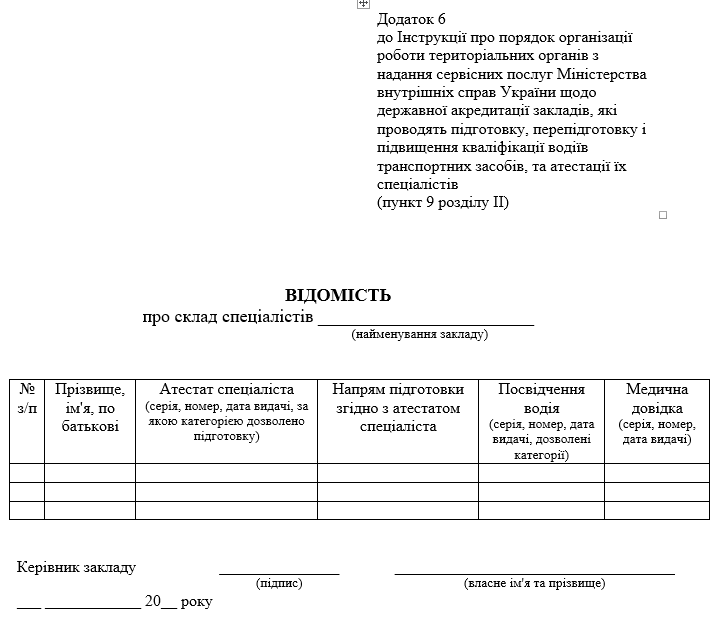 Додаток 6
до Інструкції про порядок організації
роботи територіальних органів з
надання сервісних послуг Міністерства
внутрішніх справ України щодо
державної акредитації закладів, які
проводять підготовку, перепідготовку і
підвищення кваліфікації водіїв
транспортних засобів, та атестації їх
спеціалістів
(пункт 9 розділу II)
ВІДОМІСТЬ
про склад спеціалістів ___________________________
(найменування закладу)
№
з/п
Прізвище,
ім'я, по
батькові
Атестат спеціаліста
(серія, номер, дата видачі, за
якою категорією дозволено
підготовку)
Напрям підготовки
згідно з атестатом
спеціаліста
Посвідчення
водія
(серія, номер, дата
видачі, дозволені
категорії)
Медична
довідка
(серія, номер,
дата видачі)
Керівник закладу _______________ ___________________________________
(підпис) (власне ім'я та прізвище)
___ ____________ 20__ року